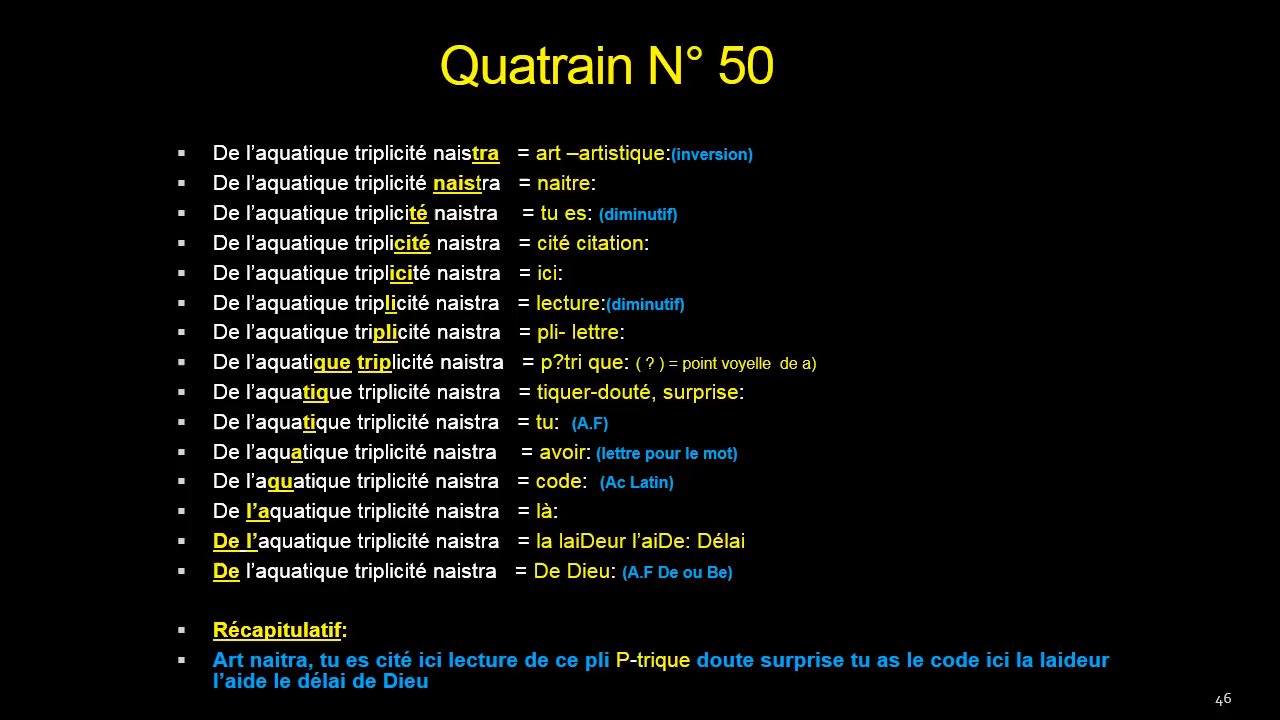 Quatrain N° 50
▪ De l’aquatique triplicité naistra = art –artistique:(inversion)
▪ De l’aquatique triplicité naistra = naitre:
▪ De l’aquatique triplicité naistra = tu es: (diminutif)
▪ De l’aquatique triplicité naistra = cité citation:
▪ De l’aquatique triplicité naistra = ici:
▪ De l’aquatique triplicité naistra = lecture:(diminutif)
▪ De l’aquatique triplicité naistra = pli- lettre:
▪ De l’aquatique triplicité naistra = p?tri que: ( ? ) = point voyelle de a)
▪ De l’aquatique triplicité naistra = tiquer-douté, surprise:
▪ De l’aquatique triplicité naistra = tu: (A.F)
▪ De l’aquatique triplicité naistra = avoir: (lettre pour le mot)
▪ De l’aquatique triplicité naistra = code: (Ac Latin)
▪ De l’aquatique triplicité naistra = là:
▪ De l’aquatique triplicité naistra = la laiDeur l’aiDe: Délai
▪ De l’aquatique triplicité naistra = De Dieu: (A.F De ou Be)
▪ Récapitulatif:
▪ Art naitra, tu es cité ici lecture de ce pli P-trique doute surprise tu as le code ici la laideur
l’aide le délai de Dieu
46